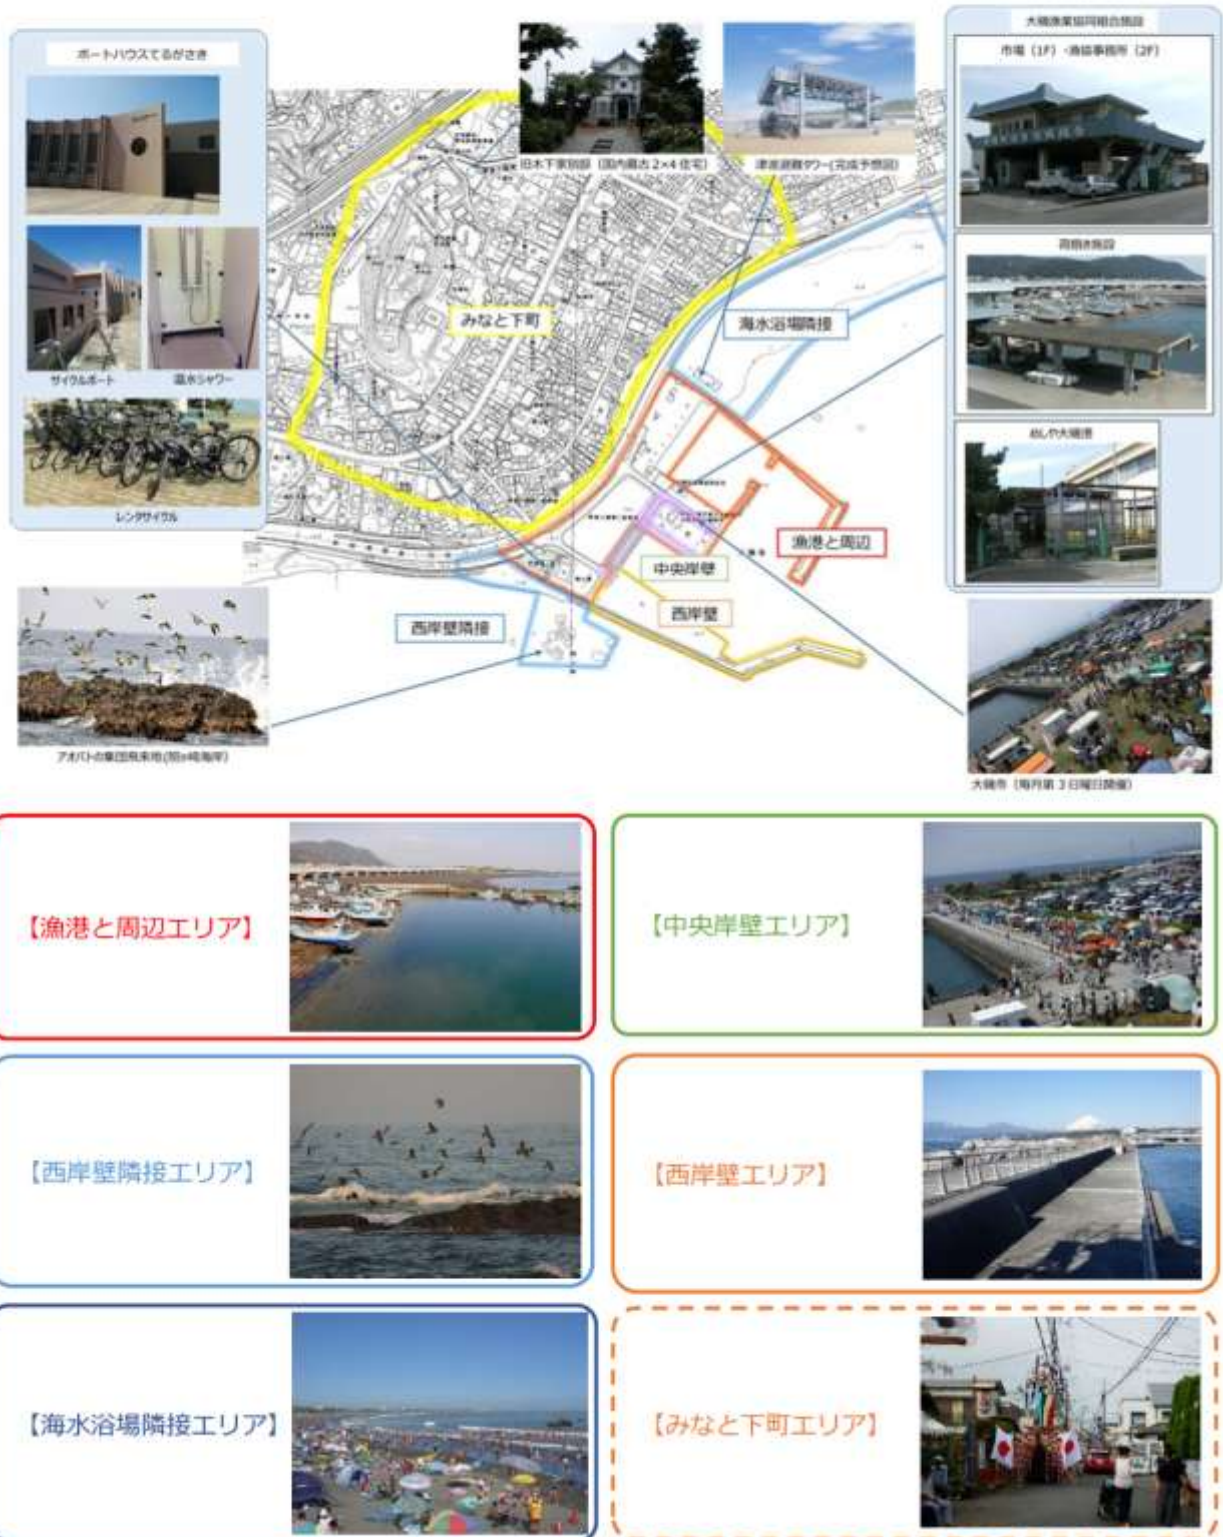 ポートハウスてるがさき
サイクルポート
温水シャワー
レンタサイクル
旧木下家別邸（国内最古2×4住宅）
津波避難タワー(完成予想図)
大磯漁業協同組合施設
市場（1F）・漁協事務所（2F）
荷捌き施設
めしや大磯港
みなと下町
海水浴場隣接
漁港と周辺
中央岸壁
西岸壁
西岸壁隣接
アオバトの集団飛来地(照ヶ崎海岸)
大磯市（毎月第3日曜日開催）
【漁港と周辺エリア】
【中央岸壁エリア】
【西岸壁隣接エリア】
【西岸壁エリア】
【海水浴場隣接エリア】
【みなと下町エリア】